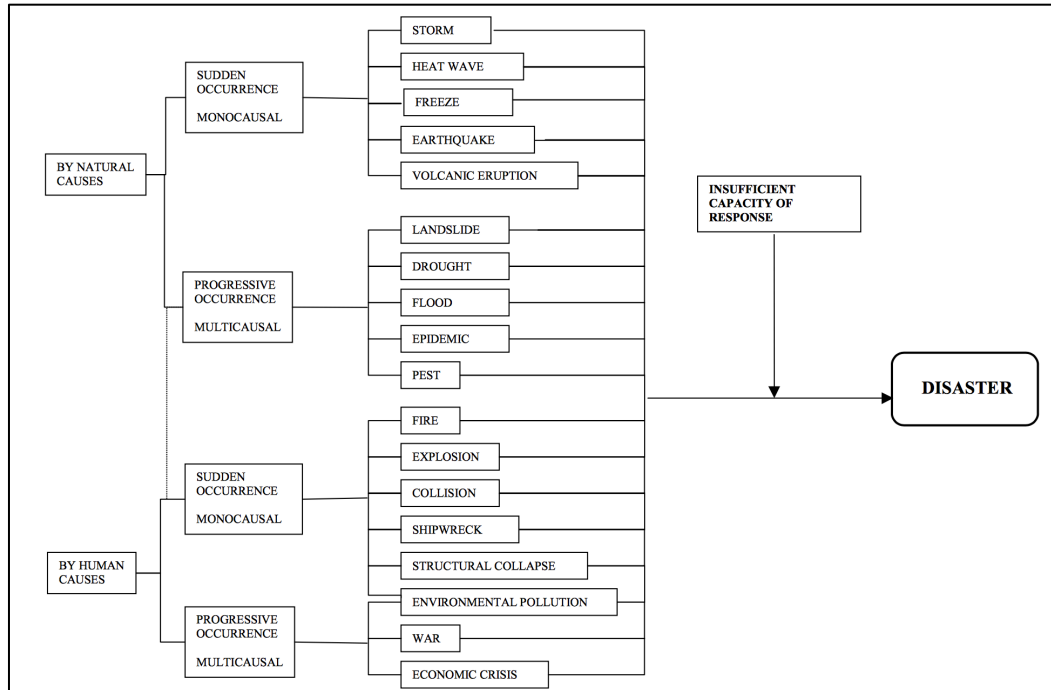 BY NATURAL
CAUSES
SUDDEN
OCCURRENCE
MONOCAUSAL
STORM
HEAT WAVE
FREEZE
EARTHQUAKE
VOLCANIC ERUPTION
PROGRESSIVE
OCCURRENCE
MULTICAUSAL
LANDSLIDE
DROUGHT
FLOOD
EPIDEMIC
PEST
BY HUMAN
CAUSES
SUDDEN
OCCURRENCE
MONOCAUSAL
FIRE
EXPLOSION
COLLISION
SHIPWRECK
STRUCTURAL COLLAPSE
ENVIRONMENTAL POLLUTION
PROGRESSIVE
OCCURRENCE
MULTICAUSAL
WAR
ECONOMIC CRISIS
INSUFFICIENT
CAPACITY OF
RESPONSE
DISASTER